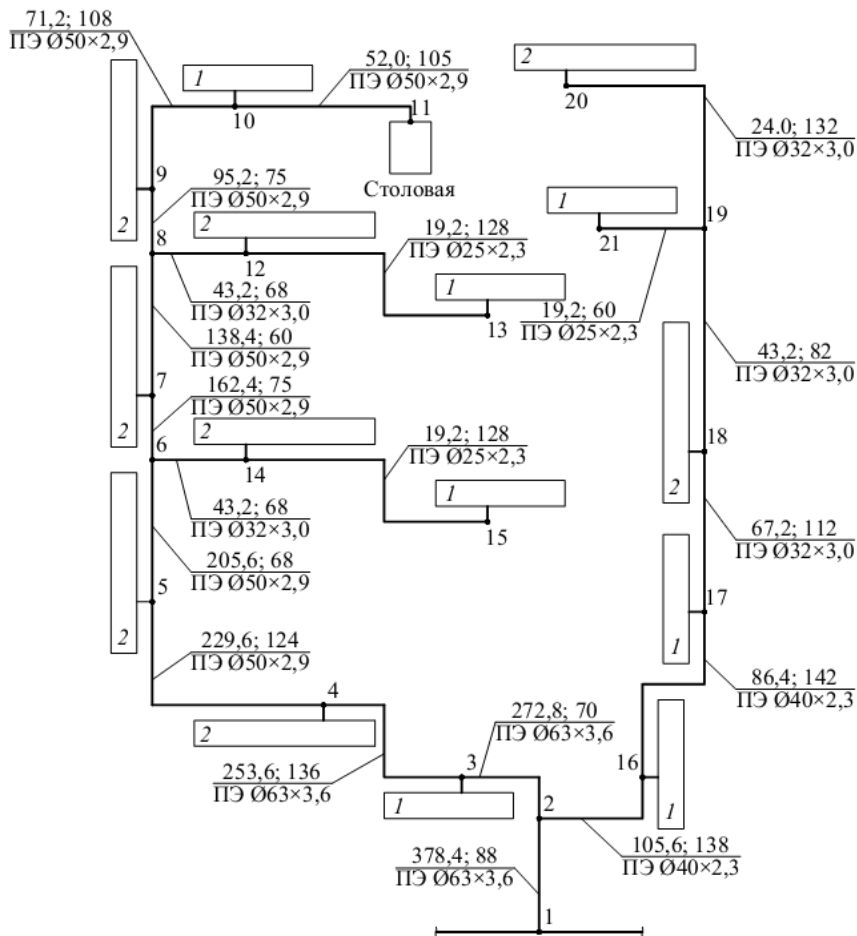 71,2; 108
ПЭ Ø50×2,9
1
52,0; 105
ПЭ Ø50×2,9
2
10
11
20
24.0; 132
ПЭ Ø32×3,0
Столовая
9
95,2; 75
ПЭ Ø50×2,9
2
2
1
19
21
8
12
19,2; 128
ПЭ Ø25×2,3
43,2; 68
ПЭ Ø32×3,0
1
13
19,2; 60
ПЭ Ø25×2,3
138,4; 60
ПЭ Ø50×2,9
43,2; 82
ПЭ Ø32×3,0
7
162,4; 75
ПЭ Ø50×2,9
2
2
19,2; 128
ПЭ Ø25×2,3
18
6
14
2
43,2; 68
ПЭ Ø32×3,0
1
15
67,2; 112
ПЭ Ø32×3,0
205,6; 68
ПЭ Ø50×2,9
5
17
2
229,6; 124
ПЭ Ø50×2,9
1
86,4; 142
ПЭ Ø40×2,3
4
2
272,8; 70
ПЭ Ø63×3,6
253,6; 136
ПЭ Ø63×3,6
3
16
1
2
1
105,6; 138
ПЭ Ø40×2,3
378,4; 88
ПЭ Ø63×3,6
1